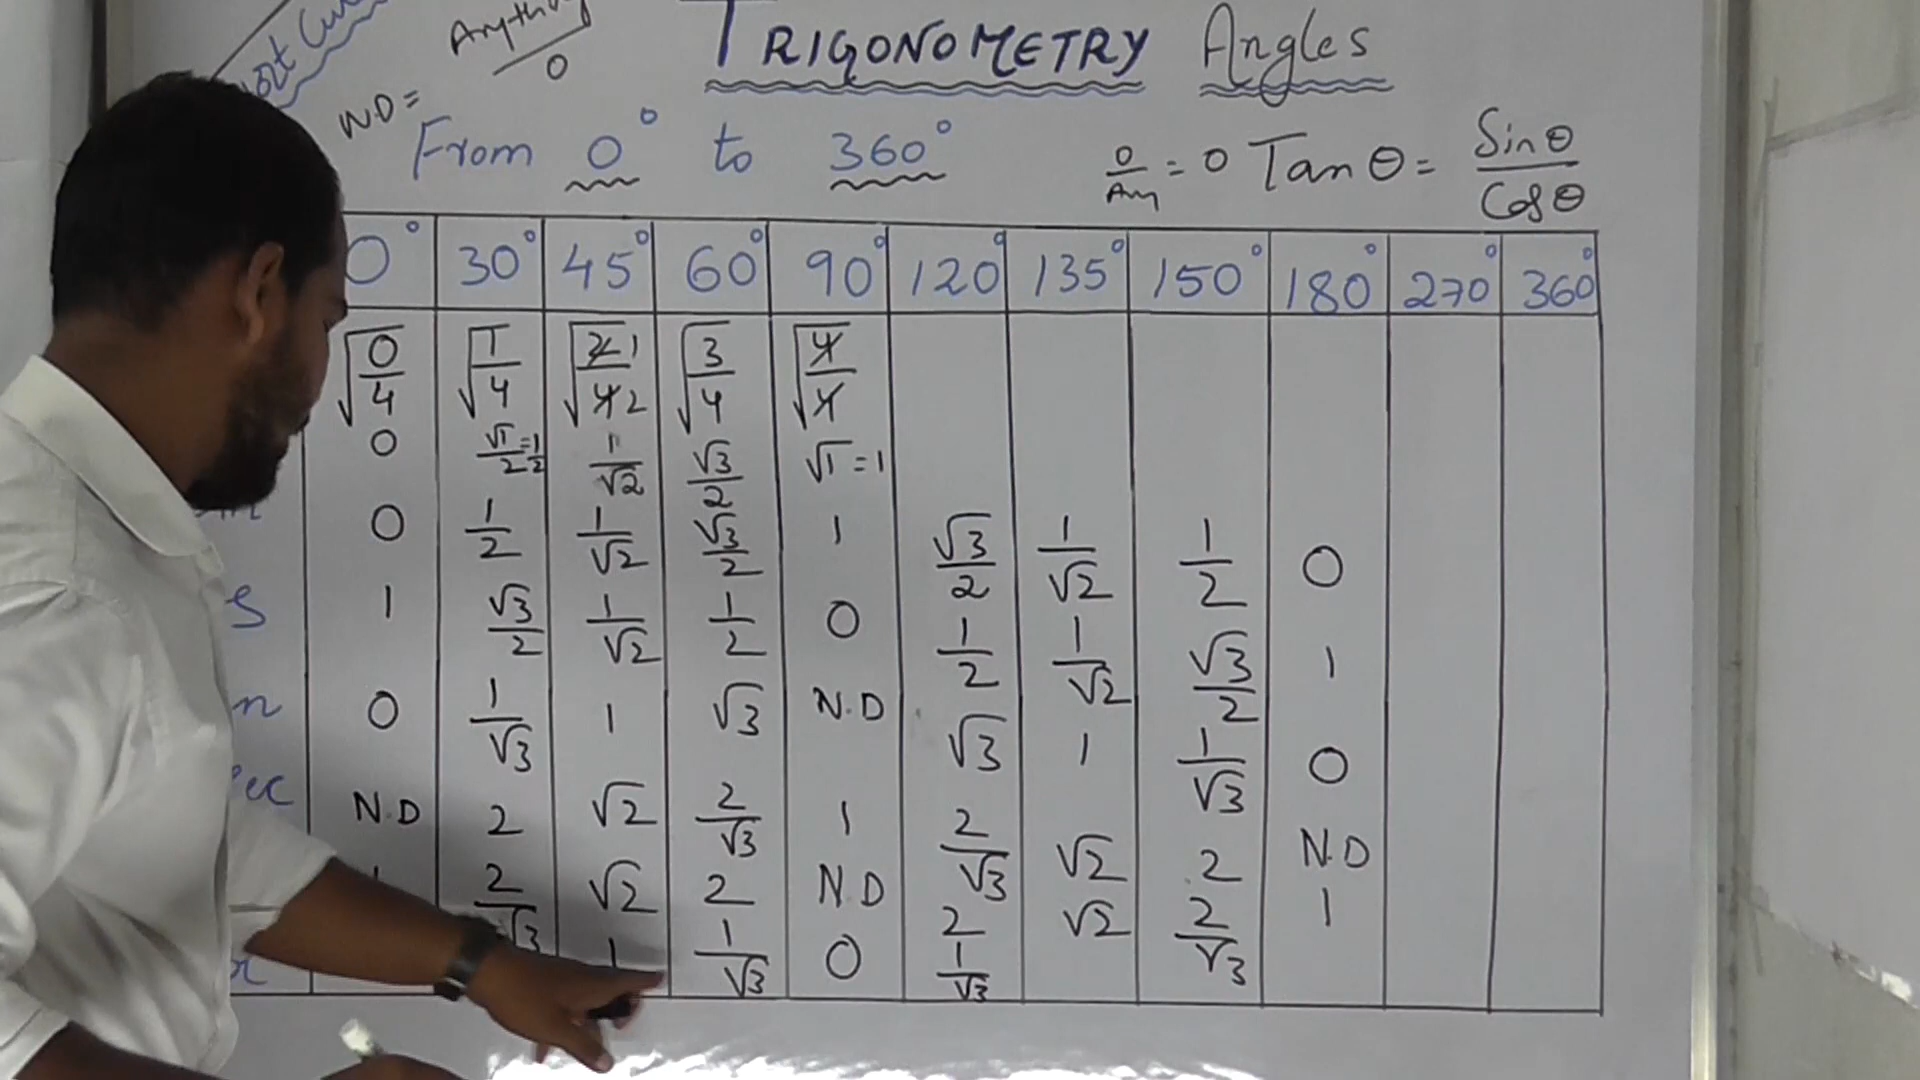 Anything
0
N.D =
TRIGONOMETRY Angles
From 0° to 360°
0/Any = 0 Tan θ = Sin θ / Cos θ
0° 30° 45° 60° 90° 120° 135° 150° 180° 270° 360°
√(0/4) √(1/4) √(2/4) 1 2 √(3/4) √(4/4)
0 √1/2 = 1/2 1/√2 √3/2 √1 = 1
0 1/2 1/√2 √3/2 1 √3/2 1/√2 1/2 0
s 1 √3/2 1/√2 1/2 0 1/2 1/√2 √3/2 1
n 0 1/√3 1 √3 N.D √3 1 1/√3 0
ec N.D 2 √2 2/√3 1 2/√3 √2 2 N.D
2/√3 √2 2 N.D 2 √2 2/√3 1
1 1/√3 0 1/√3